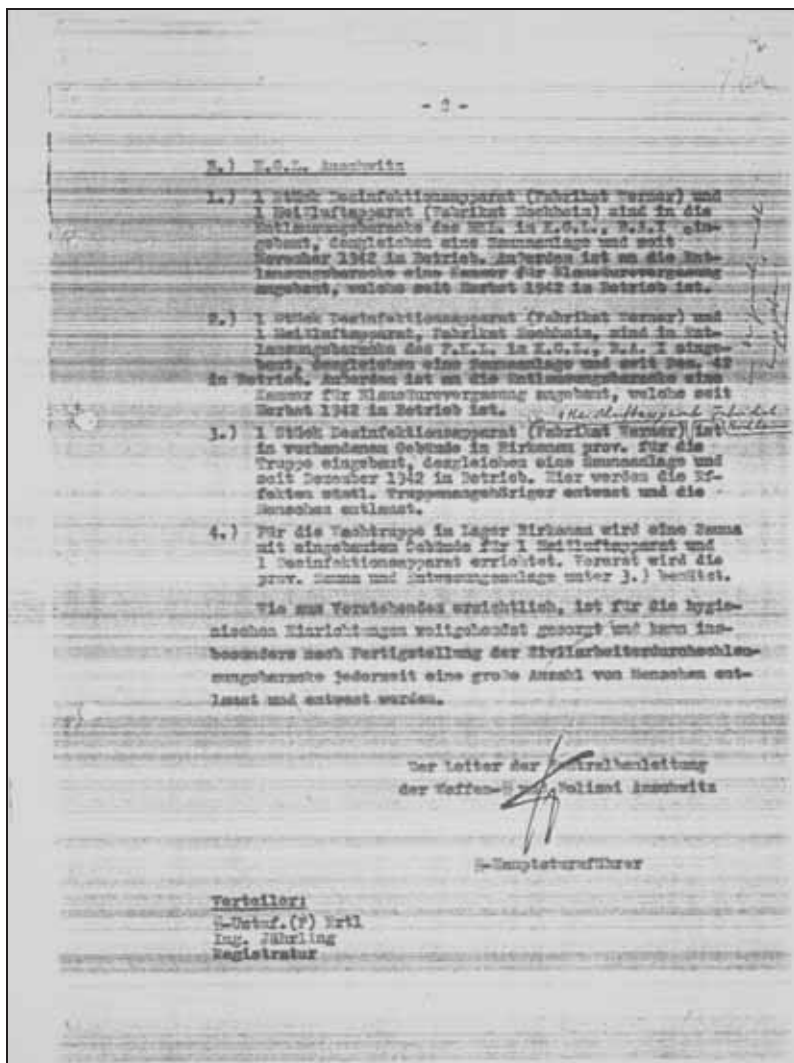 - 2 -
B.) K.G.L. Auschwitz
1.) 1 Stück Desinfektionsapparat (Fabrikat Werner) und
1 Heißluftapparat (Fabrikat Kochheim) sind in die
Entlausungsbaracke des in K.G.L., B.A.I ein-
gebaut, desgleichen eine Saunaanlage und seit
November 1942 in Betrieb. Außerdem ist an die Ent-
lausungsbaracke eine Kammer für Blausäurevergasung
angebaut, welche seit Herbst 1942 in Betrieb ist.
2.) 1 Stück Desinfektionsapparat (Fabrikat Werner) und
1 Heißluftapparat, Fabrikat Kochheim, sind in Ent-
lausungsbaracke des F.K.L. in K.G.L., B.A. I einge-
baut, desgleichen eine Saunaanlage und seit Dez. 42
in Betrieb. Außerdem ist an die Entlausungsbaracke eine
Kammer für Blausäurevergasung angebaut, welche seit
Herbst 1942 in Betrieb ist.
3.) 1 Stück Desinfektionsapparat (Fabrikat Werner) ist
in vorhandenen Gebäude in Birkenau prov. für die
Truppe eingebaut, desgleichen eine Saunaanlage und
seit Dezember 1942 in Betrieb. Hier werden die Ef-
fekten sämtl. Truppenangehöriger entwest und die
Menschen entlaust.
4.) Für die Wachtruppe im Lager Birkenau wird eine Sauna
mit eingebautem Gebäude für 1 Heißluftapparat und
1 Desinfektionsapparat errichtet. Vorerst wird die
prov. Sauna und Entwesungsanlage unter 3.) benützt.
Wie aus Vorstehendem ersichtlich, ist für die hygie-
nischen Einrichtungen weitgehendst gesorgt und kann ins-
besonders nach Fertigstellung der Zivilarbeiterdurchschleu-
sungsbaracke jederzeit eine große Anzahl von Menschen ent-
laust und entwest werden.
Der Leiter der Zentralbauleitung
der Waffen-SS und Polizei Auschwitz
SS-Hauptsturmführer
Verteiler:
SS-Ustuf.(F) Ertl
Ing. Jährling
Registratur